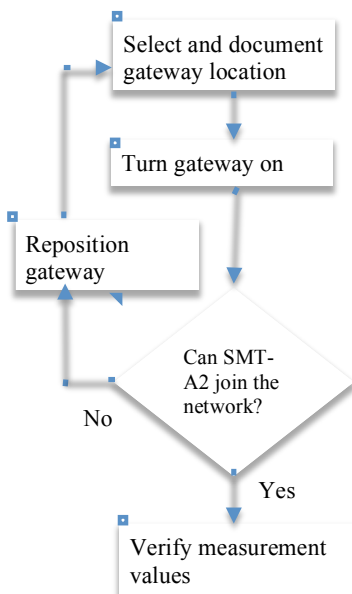 Select and document
gateway location
Turn gateway on
Reposition
gateway
Can SMT-
A2 join the
network?
No
Yes
Verify measurement
values